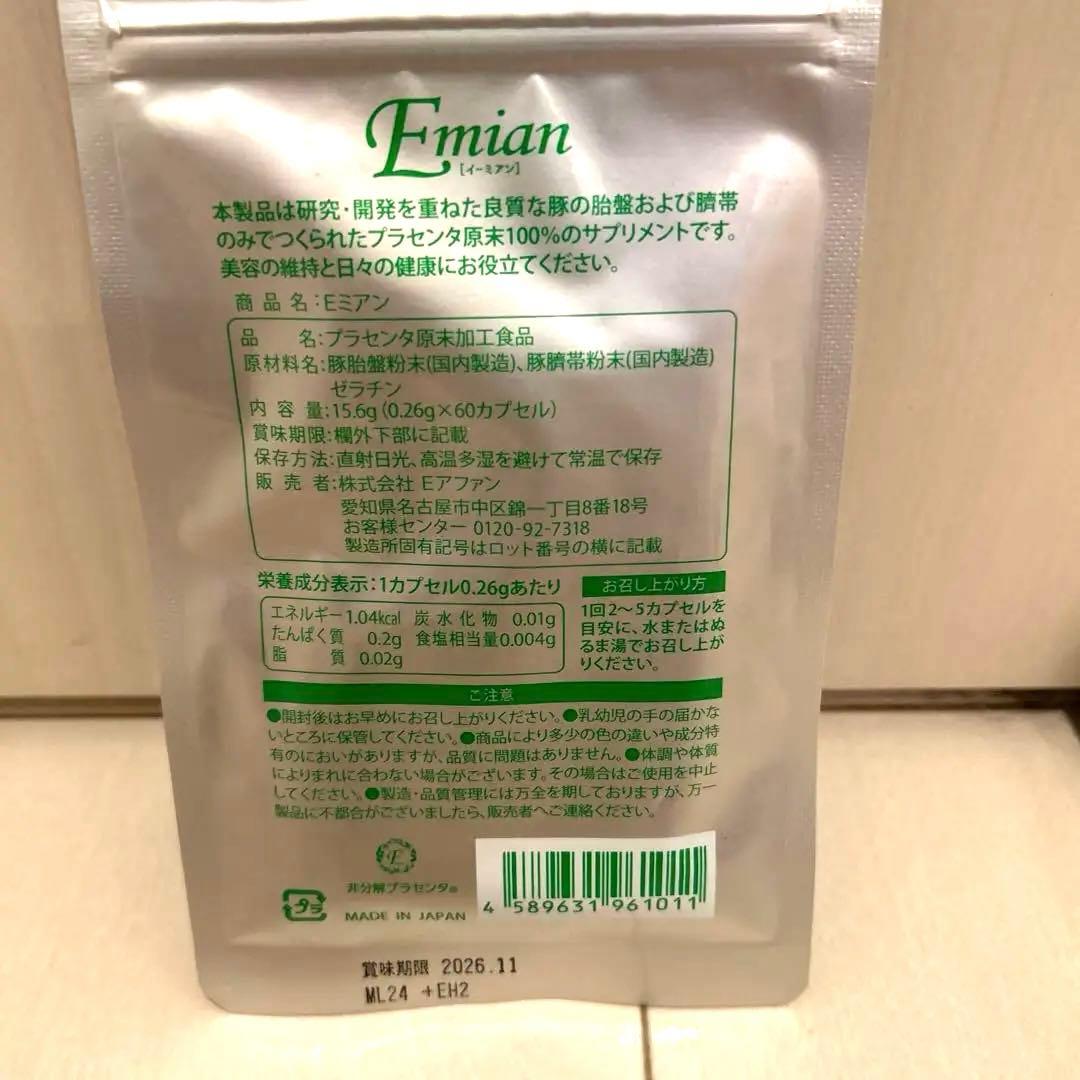 Emian
[イーミアン]
本製品は研究・開発を重ねた良質な豚の胎盤および臍帯
のみでつくられたプラセンタ原末100%のサプリメントです。
美容の維持と日々の健康にお役立てください。
商品名:Eミアン
品名:プラセンタ原末加工食品
原材料名:豚胎盤粉末(国内製造)、豚臍帯粉末(国内製造)
ゼラチン
内容量:15.6g(0.26g×60カプセル)
賞味期限:欄外下部に記載
保存方法:直射日光、高温多湿を避けて常温で保存
販売者:株式会社 Eアファン
愛知県名古屋市中区錦一丁目8番18号
お客様センター 0120-92-7318
製造所固有記号はロット番号の横に記載
栄養成分表示:1カプセル0.26gあたり
エネルギー 1.04kcal 炭水化物 0.01g
たんぱく質 0.2g 食塩相当量 0.004g
脂質 0.02g
お召し上がり方
1回2〜5カプセルを
目安に、水またはぬ
るま湯でお召し上が
りください。
ご注意
●開封後はお早めにお召し上がりください。●乳幼児の手の届かな
いところに保管してください。●商品により多少の色の違いや成分特
有のにおいがありますが、品質に問題はありません。●体調や体質
によりまれに合わない場合がございます。その場合はご使用を中止
してください。●製造・品質管理には万全を期しておりますが、万一
製品に不都合がございましたら、販売者へご連絡ください。
E
非分解プラセンタ®
プラ
MADE IN JAPAN
4 589631 961011
賞味期限 2026.11
ML24 +EH2